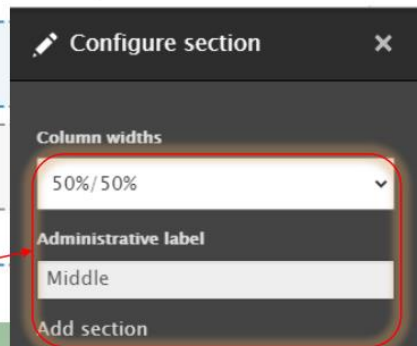 Configure section
Column widths
50%/50%
Administrative label
Middle
Add section